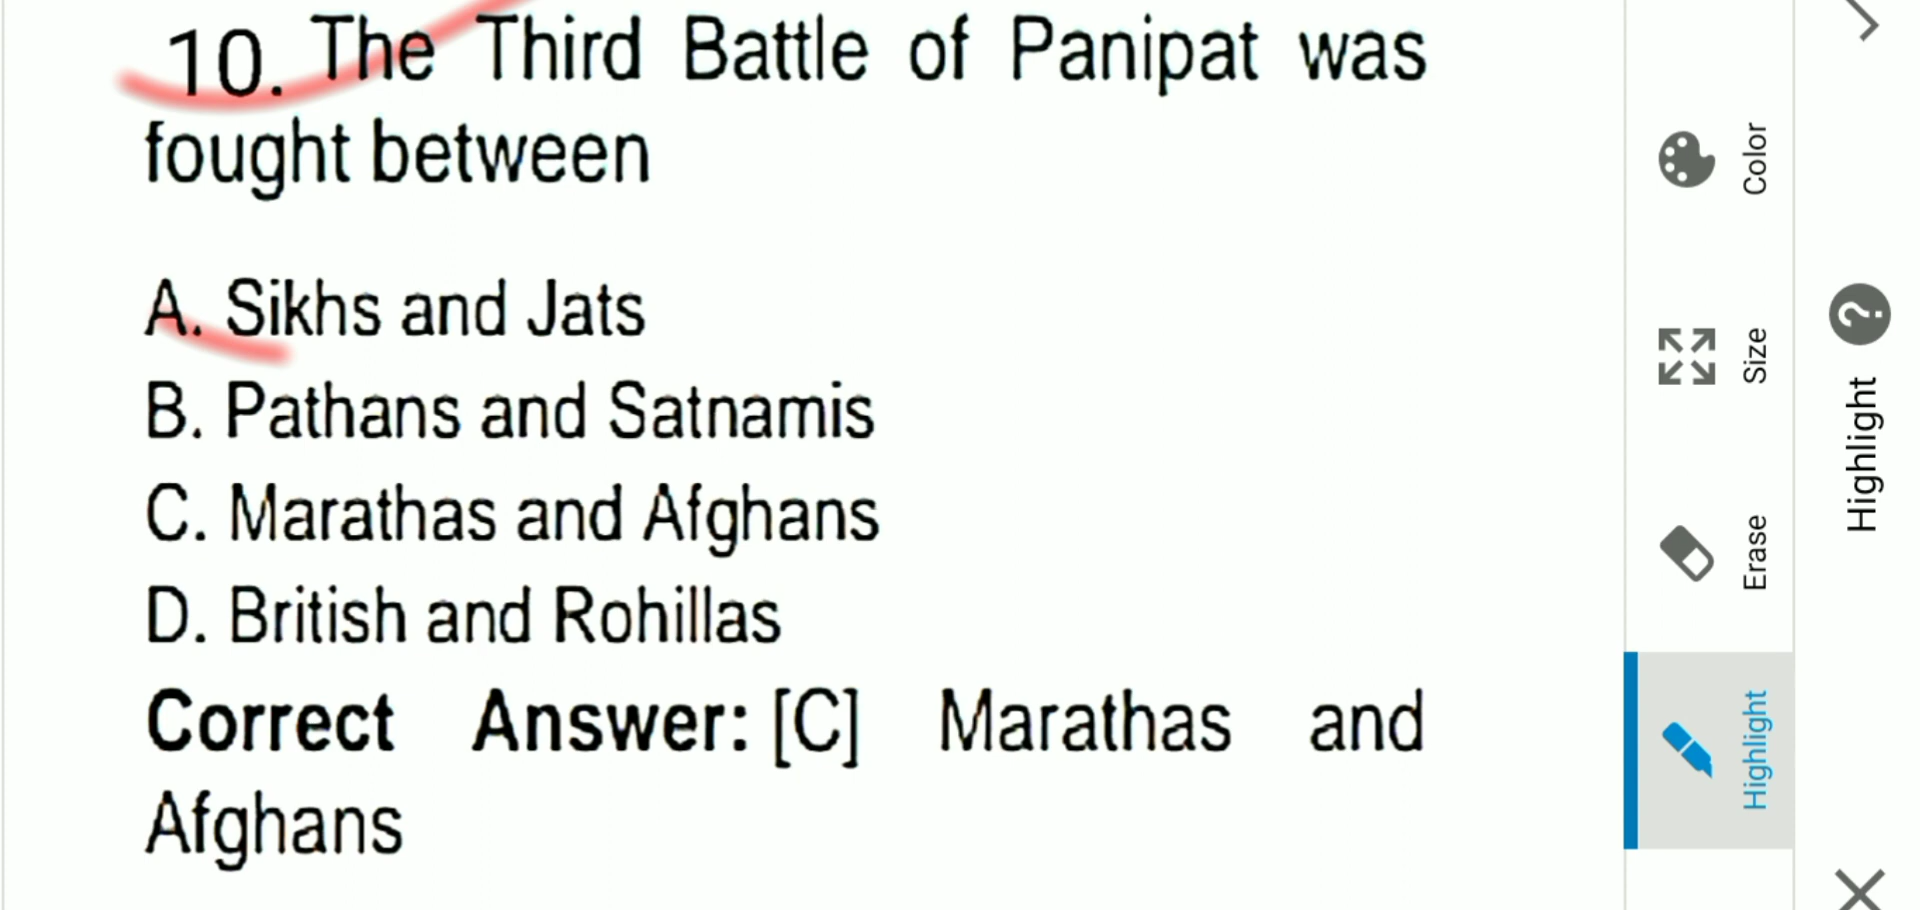 10. The Third Battle of Panipat was
fought between
A. Sikhs and Jats
B. Pathans and Satnamis
C. Marathas and Afghans
D. British and Rohillas
Correct Answer: [C] Marathas and
Afghans
Color
Size
Erase
Highlight
? Highlight